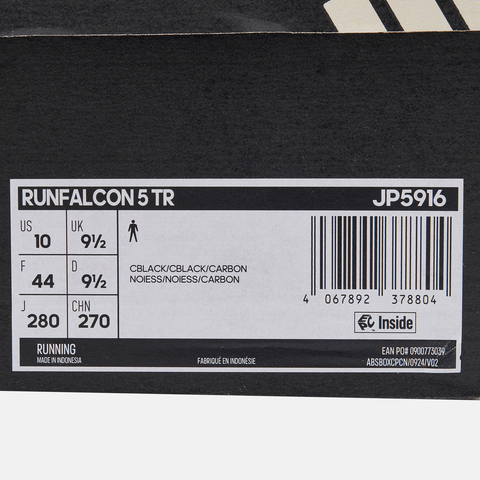 RUNFALCON 5 TR JP5916
US 10 UK 9½
F 44 D 9½
J 280 CHN 270
CBLACK/CBLACK/CARBON
NOIESS/NOIESS/CARBON
4 067892 378804
Inside
RUNNING
MADE IN INDONESIA
FABRIQUÉ EN INDONÉSIE
EAN PO# 0900773039
ABSBOXCPCN/0924/V02